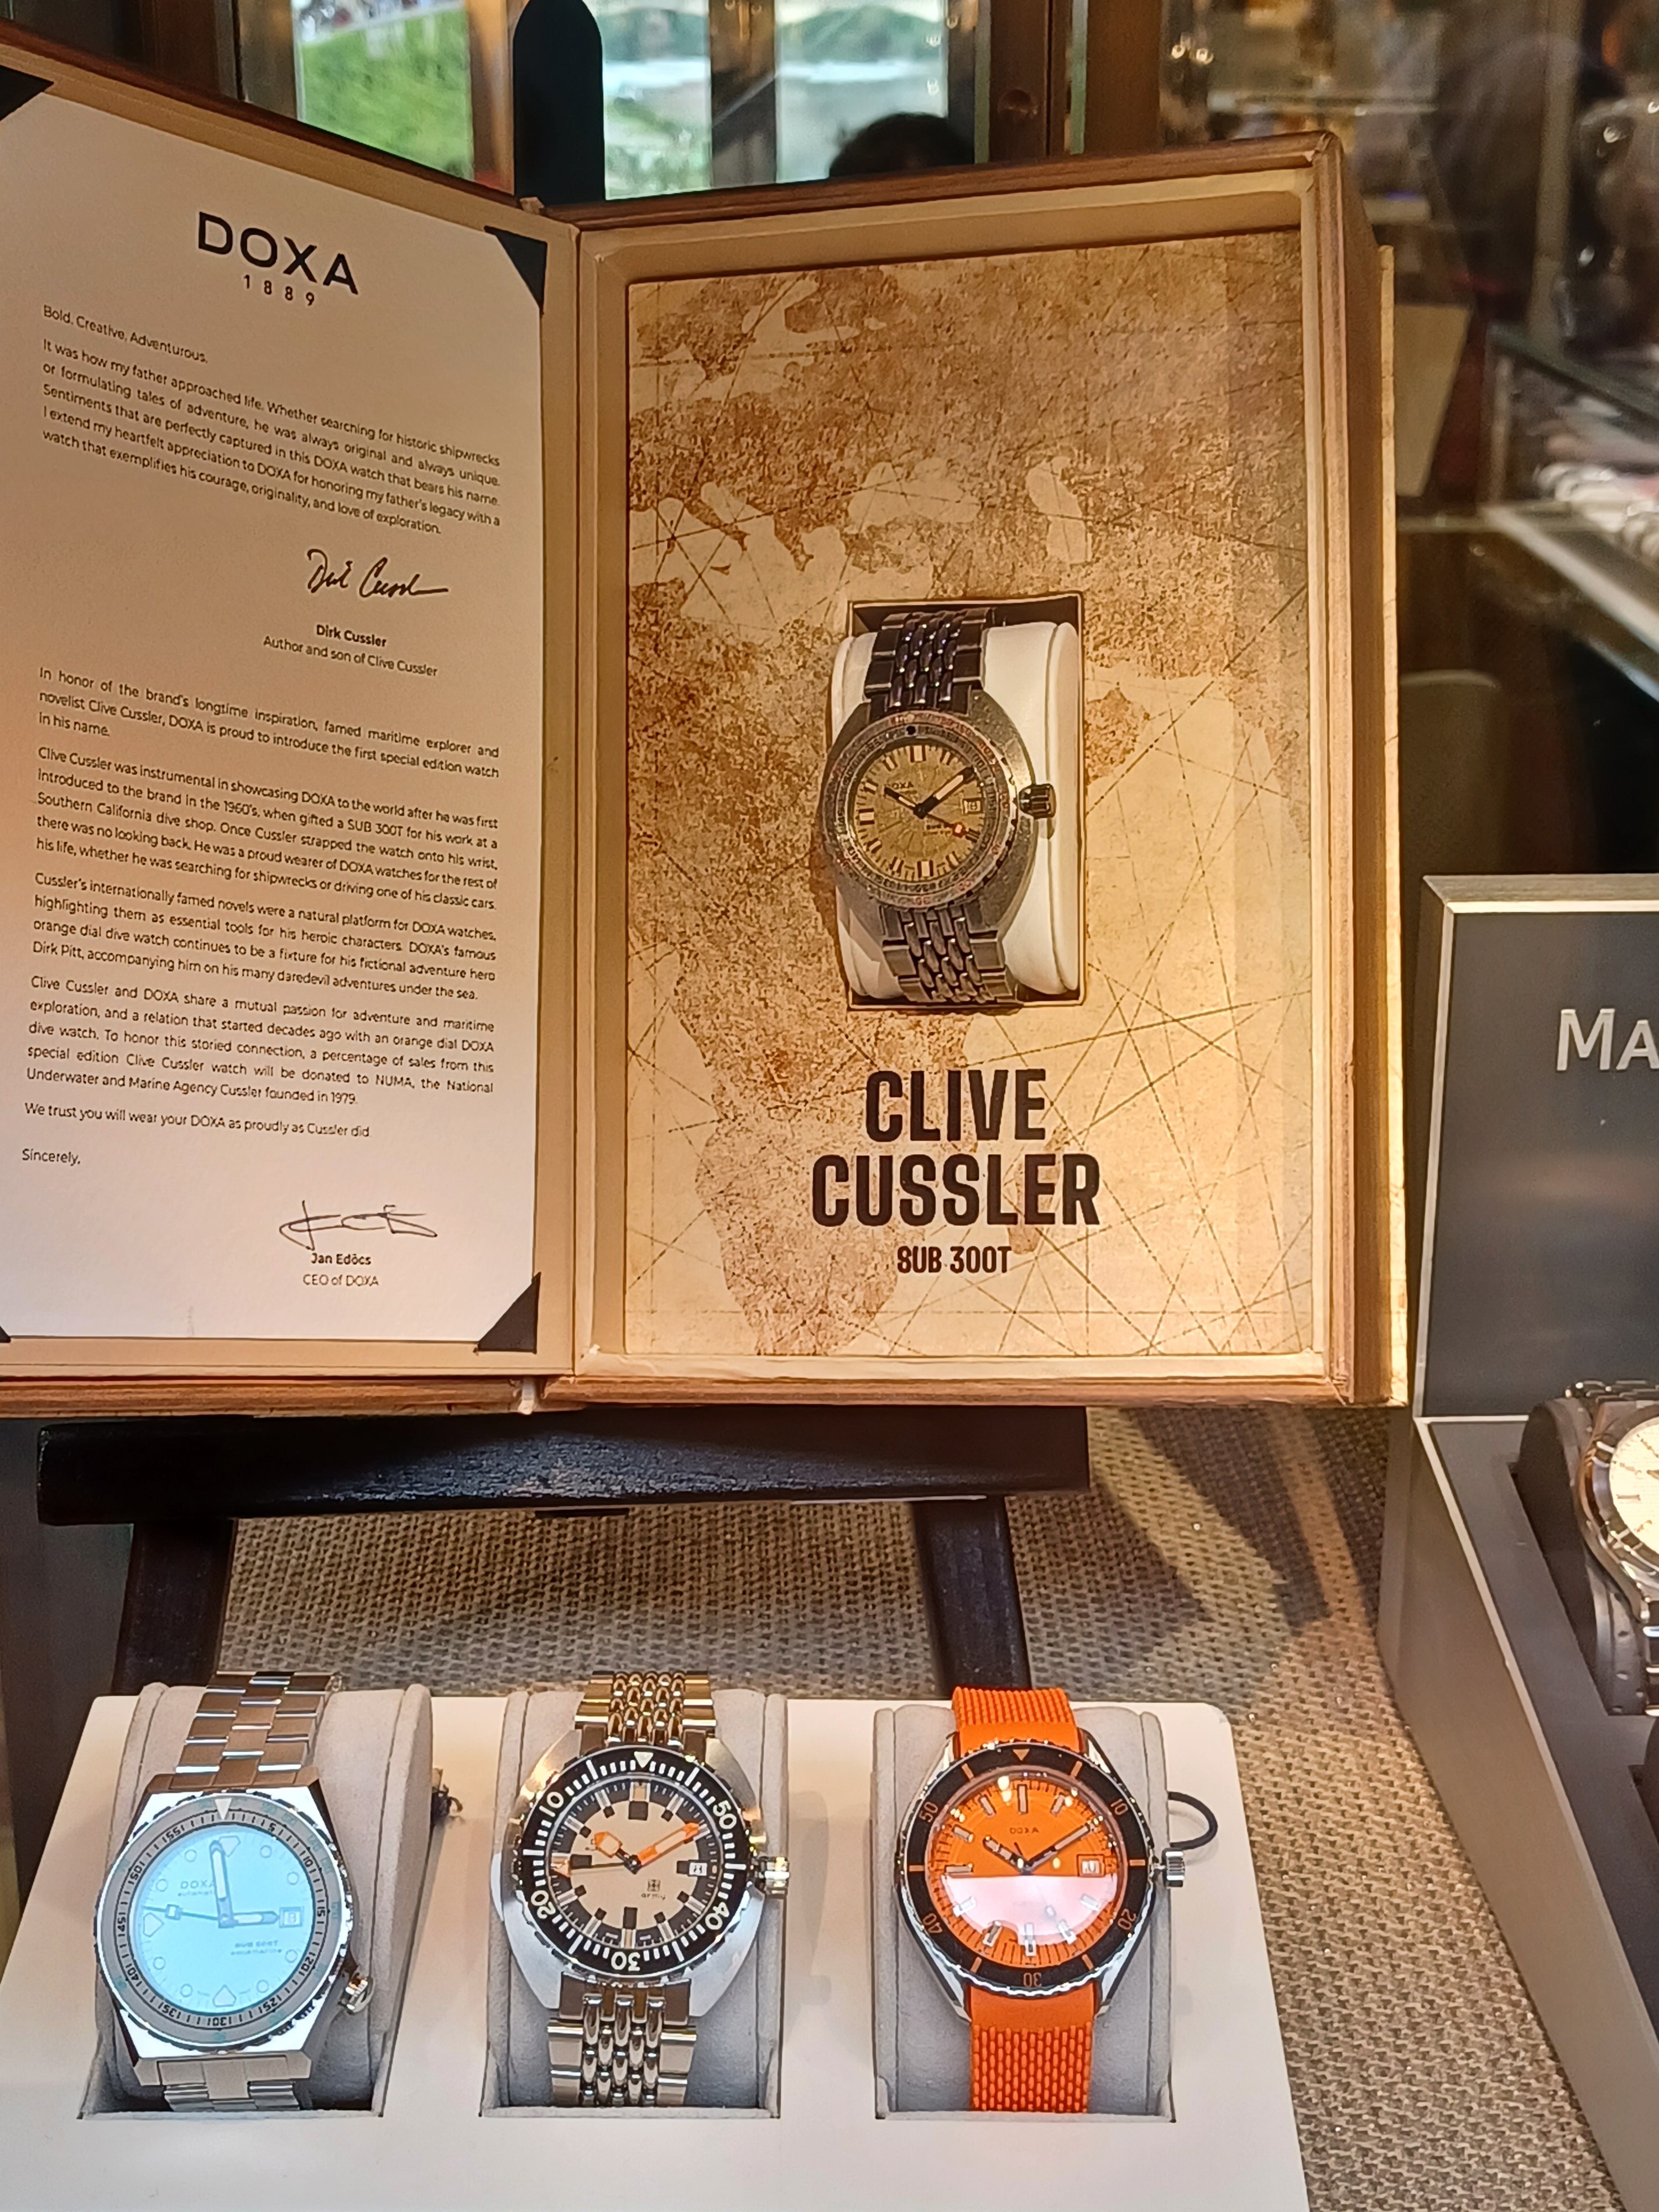 DOXA
1889
Bold, Creative, Adventurous.
It was how my father approached life. Whether searching for historic shipwrecks
or formulating tales of adventure, he was always original and always unique.
Sentiments that are perfectly captured in this DOXA watch that bears his name.
I extend my heartfelt appreciation to DOXA for honoring my father's legacy with a
watch that exemplifies his courage, originality, and love of exploration.
Dirk Cussler
Dirk Cussler
Author and son of Clive Cussler
In honor of the brand's longtime inspiration, famed maritime explorer and
novelist Clive Cussler, DOXA is proud to introduce the first special edition watch
in his name.
Clive Cussler was instrumental in showcasing DOXA to the world after he was first
introduced to the brand in the 1960's, when gifted a SUB 300T for his work at a
Southern California dive shop. Once Cussler strapped the watch onto his wrist,
there was no looking back. He was a proud wearer of DOXA watches for the rest of
his life, whether he was searching for shipwrecks or driving one of his classic cars.
Cussler's internationally famed novels were a natural platform for DOXA watches,
highlighting them as essential tools for his heroic characters. DOXA's famous
orange dial dive watch continues to be a fixture for his fictional adventure hero
Dirk Pitt, accompanying him on his many daredevil adventures under the sea.
Clive Cussler and DOXA share a mutual passion for adventure and maritime
exploration, and a relation that started decades ago with an orange dial DOXA
dive watch. To honor this storied connection, a percentage of sales from this
special edition Clive Cussler watch will be donated to NUMA, the National
Underwater and Marine Agency Cussler founded in 1979.
We trust you will wear your DOXA as proudly as Cussler did.
Sincerely,
Jan Edöcs
CEO of DOXA
CLIVE
CUSSLER
SUB 300T
MA
DOXA
automatic
10
20
30
40
50
army
DOXA
10
20
30
40
50